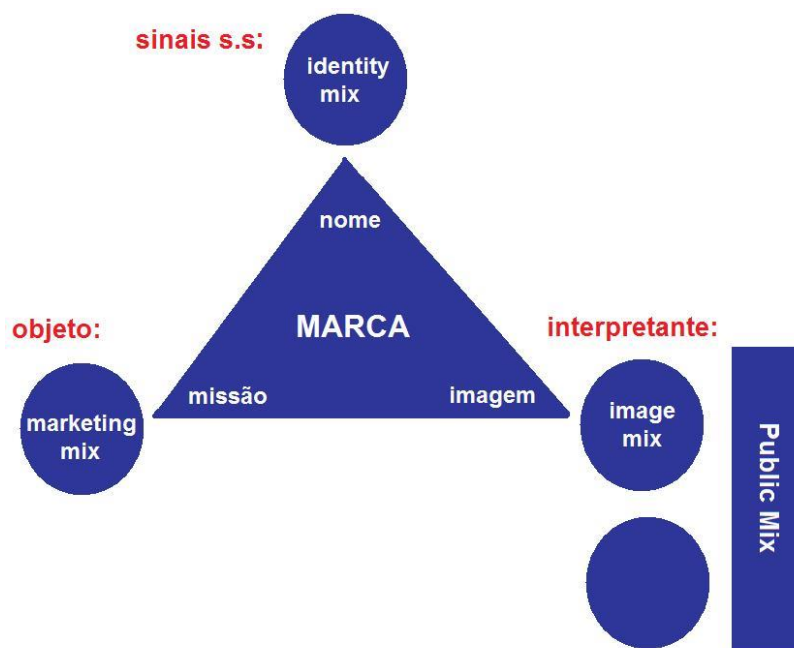 sinais s.s:
identity
mix
nome
MARCA
objeto:
interpretante:
missão
imagem
marketing
mix
image
mix
Public Mix